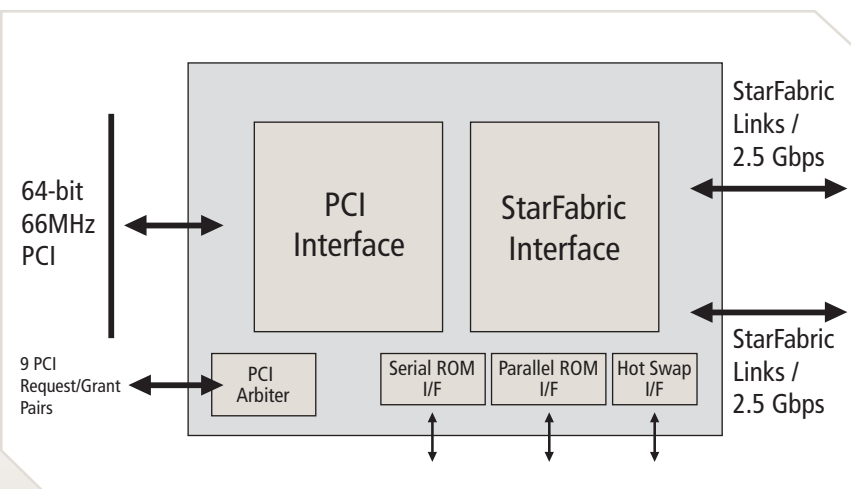 64-bit
66MHz
PCI
PCI
Interface
StarFabric
Interface
StarFabric
Links /
2.5 Gbps
9 PCI
Request/Grant
Pairs
PCI
Arbiter
Serial ROM
I/F
Parallel ROM
I/F
Hot Swap
I/F
StarFabric
Links /
2.5 Gbps